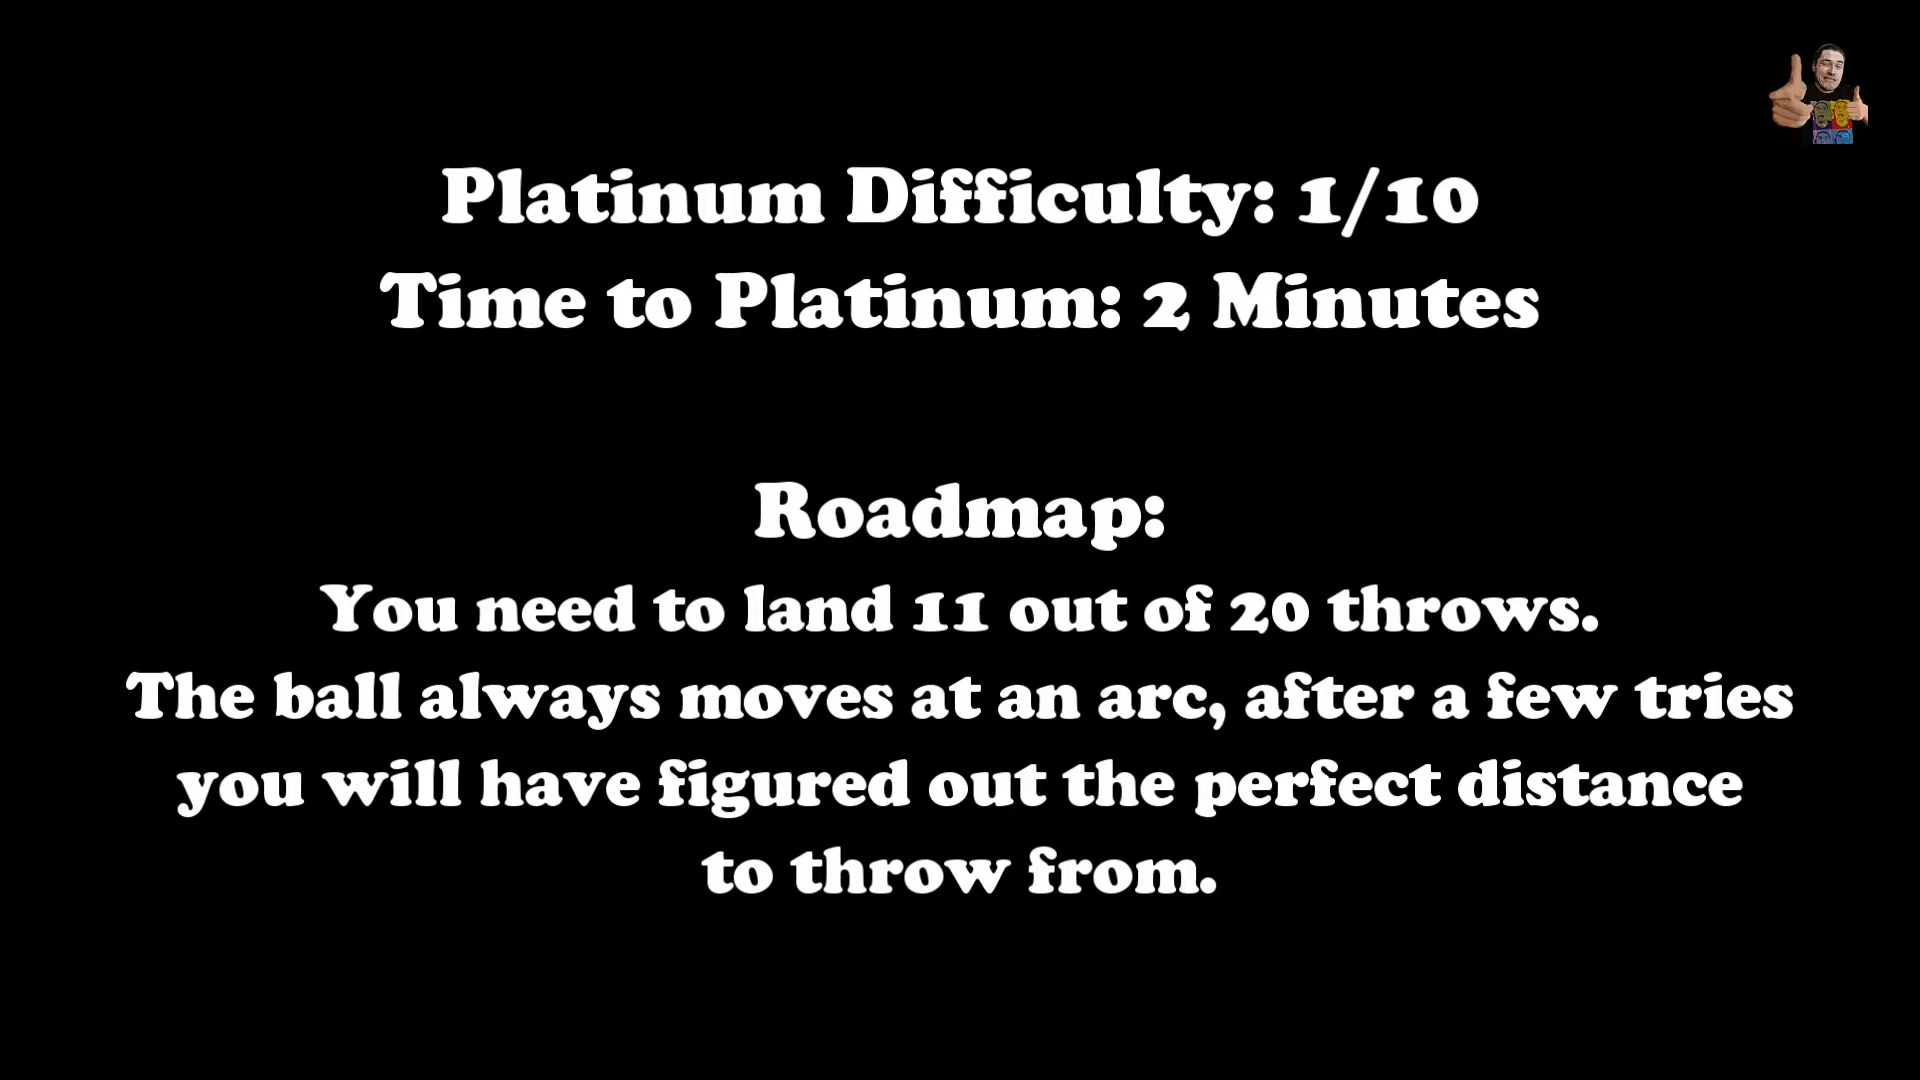 Platinum Difficulty: 1/10
Time to Platinum: 2 Minutes
Roadmap:
You need to land 11 out of 20 throws.
The ball always moves at an arc, after a few tries
you will have figured out the perfect distance
to throw from.